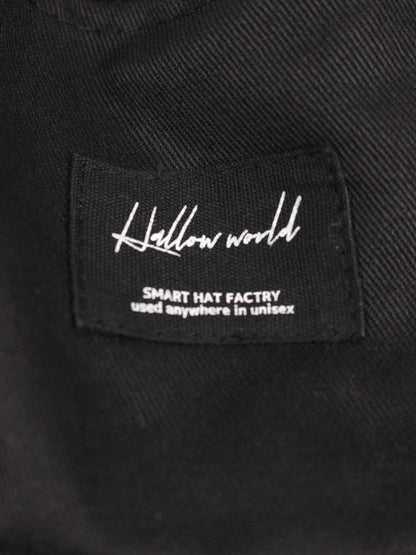 Hallow world
SMART HAT FACTRY
used anywhere in unisex